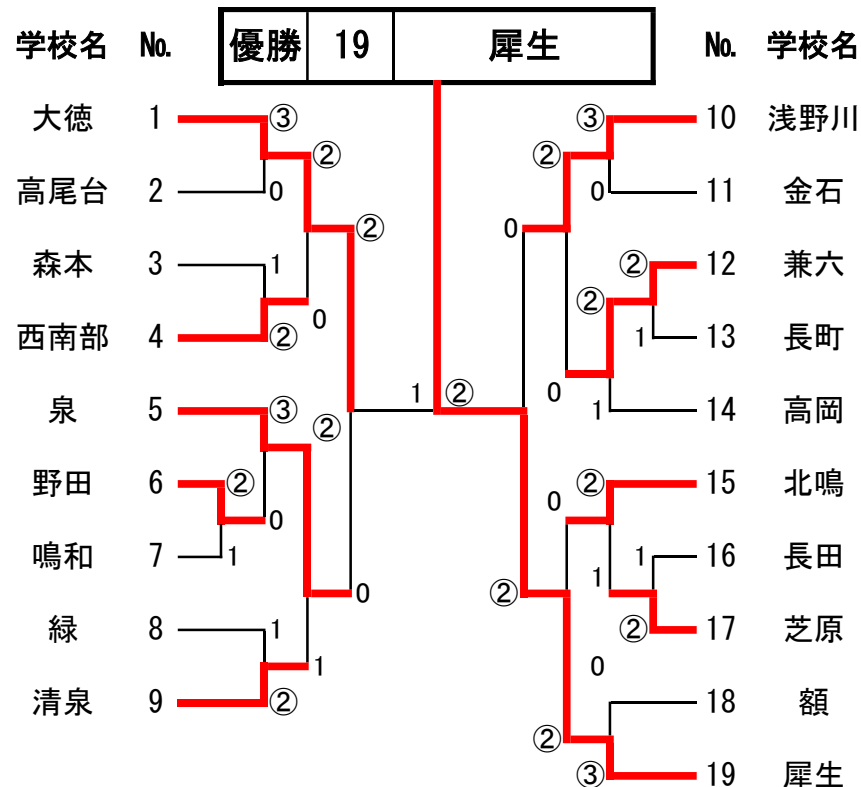 優勝 19 犀生
学校名 No. No. 学校名
大徳 1 ③ ③ 10 浅野川
② ②
高尾台 2 0 0 11 金石
② 0
森本 3 1 ② 12 兼六
②
0
西南部 4 ② 1 13 長町
1 ② 0
泉 5 ③ ② 1 14 高岡
野田 6 ② ② 15 北鳴
0
0
鳴和 7 1 1 16 長田
1
0 ②
緑 8 1 ② 17 芝原
1 0
清泉 9 ② 18 額
②
③ 19 犀生